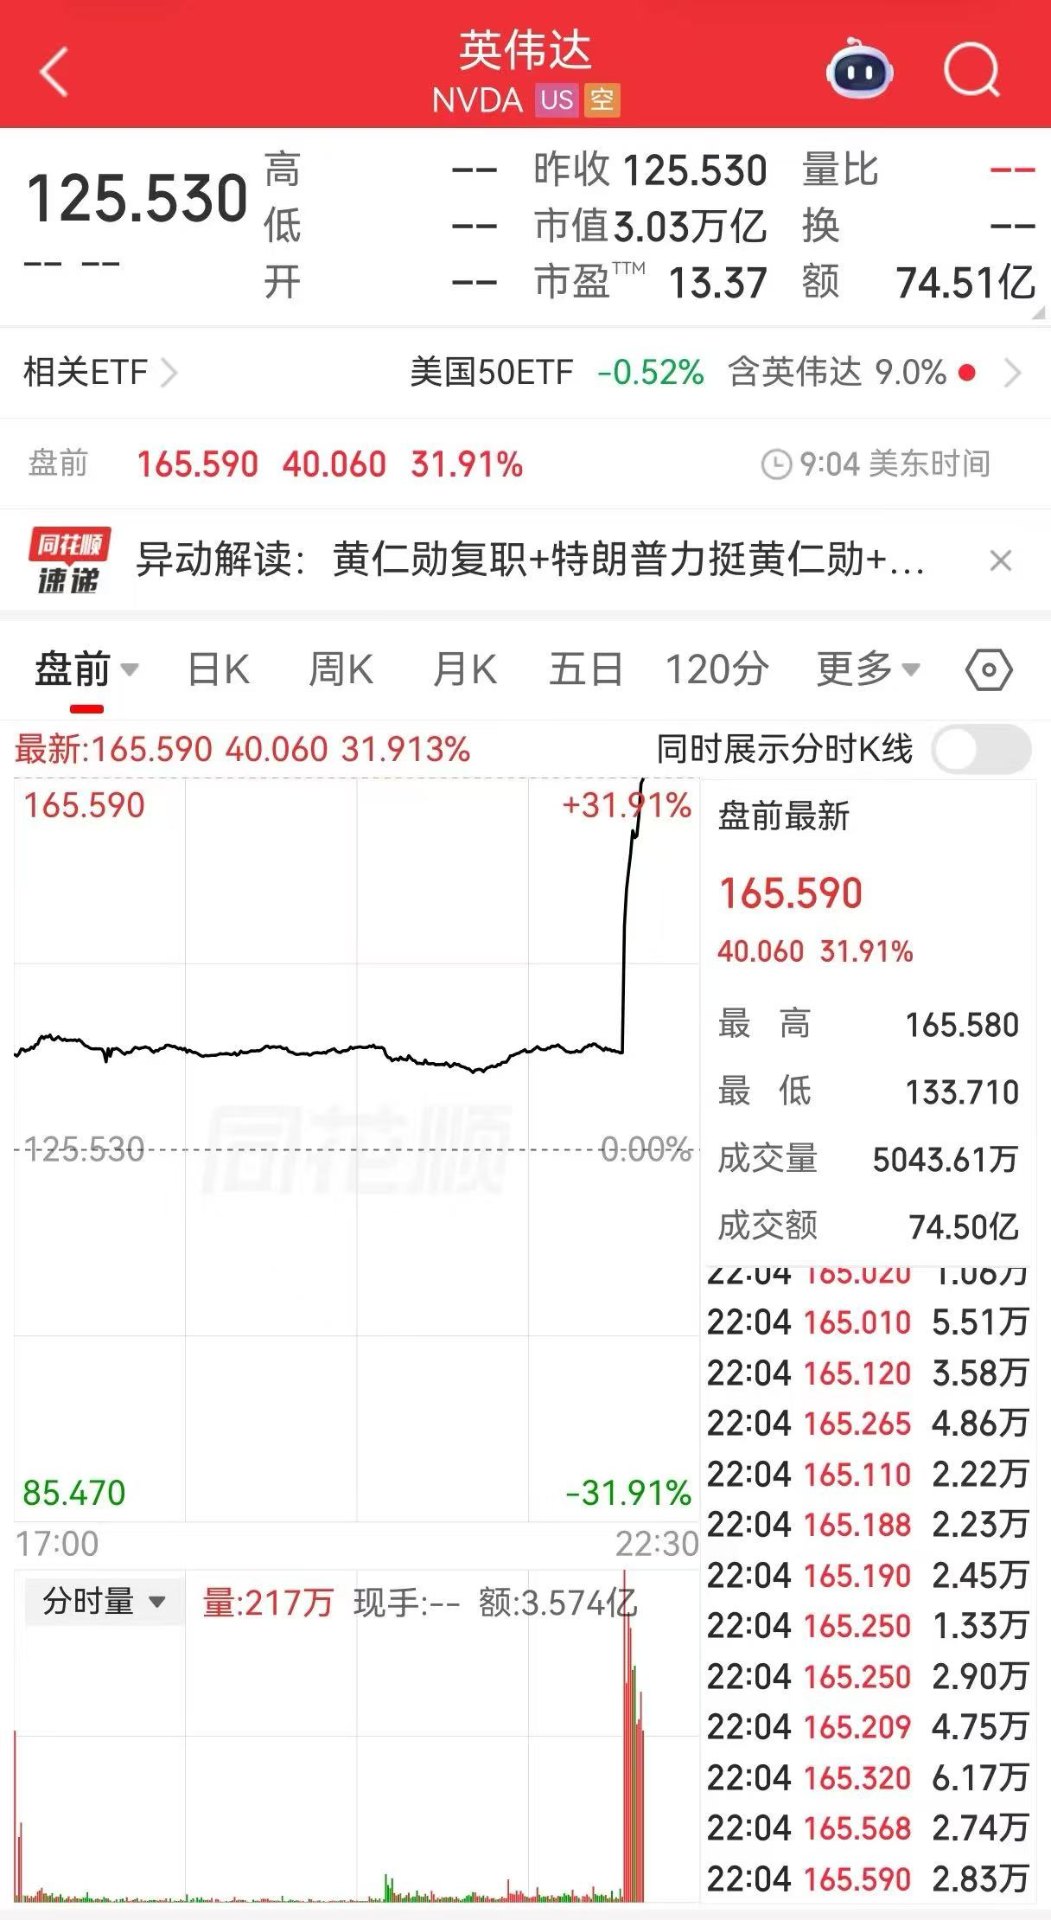 英伟达
NVDA US 空
125.530
-- --
高 --
低 --
开 --
昨收 125.530
市值 3.03万亿
市盈TTM 13.37
量比 --
换 --
额 74.51亿
相关ETF 美国50ETF -0.52% 含英伟达 9.0%
盘前 165.590 40.060 31.91% 9:04 美东时间
同花顺
速递
异动解读：黄仁勋复职+特朗普力挺黄仁勋+...
盘前 日K 周K 月K 五日 120分 更多
最新:165.590 40.060 31.913% 同时展示分时K线
165.590 +31.91%
125.530 0.00%
同花顺
85.470 -31.91%
17:00 22:30
分时量 量:217万 现手:-- 额:3.574亿
盘前最新
165.590
40.060 31.91%
最高 165.580
最低 133.710
成交量 5043.61万
成交额 74.50亿
22:04 165.020 1.06万
22:04 165.010 5.51万
22:04 165.120 3.58万
22:04 165.265 4.86万
22:04 165.110 2.22万
22:04 165.188 2.23万
22:04 165.190 2.45万
22:04 165.250 1.33万
22:04 165.250 2.90万
22:04 165.209 4.75万
22:04 165.320 6.17万
22:04 165.568 2.74万
22:04 165.590 2.83万